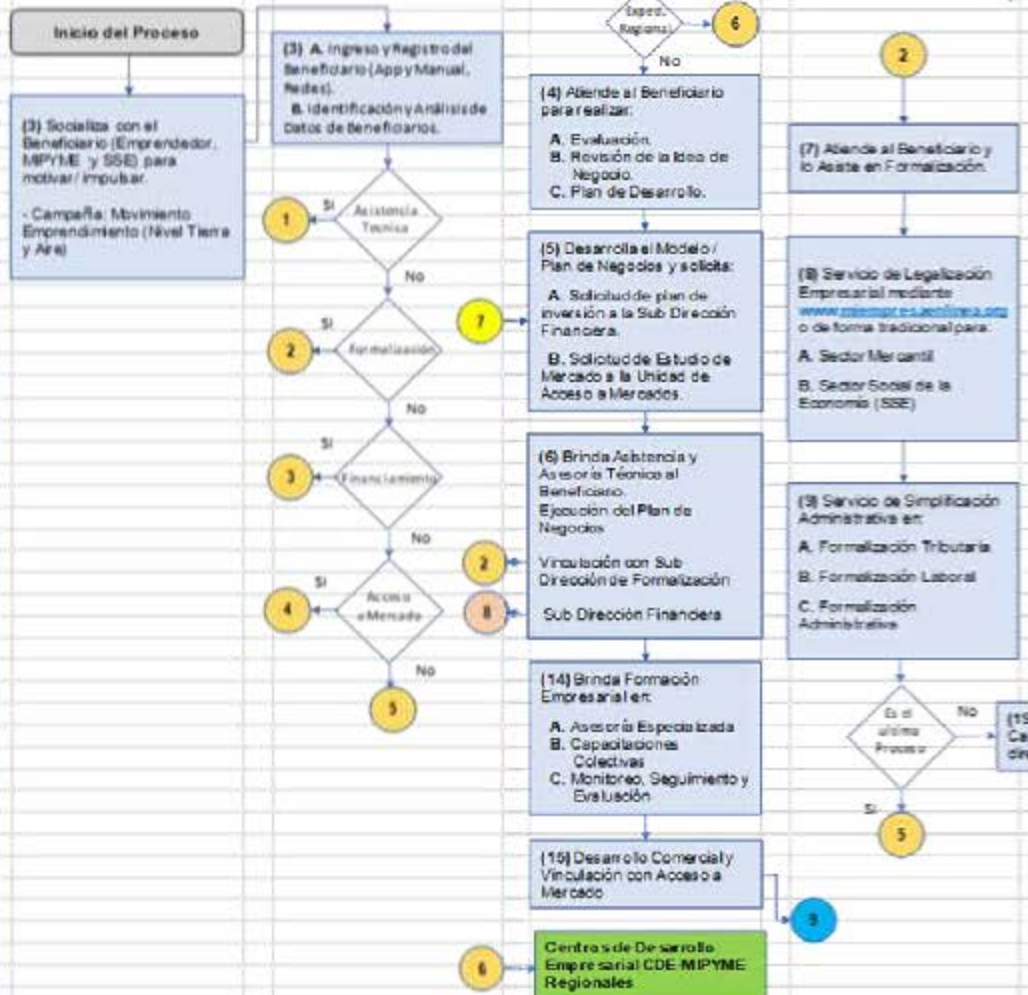 Inicio del Proceso
(3) Socializa con el
Beneficiario (Emprendedor,
MIPYME y SSE) para
motivar/ impulsar.
- Campaña: Movimiento
Emprendimiento (Nivel Tierra
y Aire)
(3) A. Ingreso y Registro del
Beneficiario (App y Manual,
Redes).
B. Identificación y Análisis de
Datos de Beneficiarios.
Asistencia
Tecnica
Si
1
No
Formalización
Si
2
No
Financiamiento
Si
3
No
Acceso
a Mercado
Si
4
No
5
Exped.
Regional
6
No
(4) Atiende al Beneficiario
para realizar:
A. Evaluación.
B. Revisión de la Idea de
Negocio.
C. Plan de Desarrollo.
7
(5) Desarrolla el Modelo /
Plan de Negocios y solicita:
A. Solicitud de plan de
inversión a la Sub Dirección
Financiera.
B. Solicitud de Estudio de
Mercado a la Unidad de
Acceso a Mercados.
(6) Brinda Asistencia y
Asesoría Técnica al
Beneficiario.
Ejecución del Plan de
Negocios
Vinculación con Sub
Dirección de Formalización
2
Sub Dirección Financiera
8
(14) Brinda Formación
Empresarial en:
A. Asesoría Especializada
B. Capacitaciones
Colectivas
C. Monitoreo, Seguimiento y
Evaluación
(15) Desarrollo Comercial y
Vinculación con Acceso a
Mercado
9
6
Centros de Desarrollo
Empresarial CDE MIPYME
Regionales
2
(7) Atiende al Beneficiario y
lo Asiste en Formalización.
(8) Servicio de Legalización
Empresarial mediante
www.miempresaenlinea.org
o de forma tradicional para:
A. Sector Mercantil
B. Sector Social de la
Economía (SSE)
(9) Servicio de Simplificación
Administrativa en:
A. Formalización Tributaria
B. Formalización Laboral
C. Formalización
Administrativa
Es el
ultimo
Proceso
No
Si
5